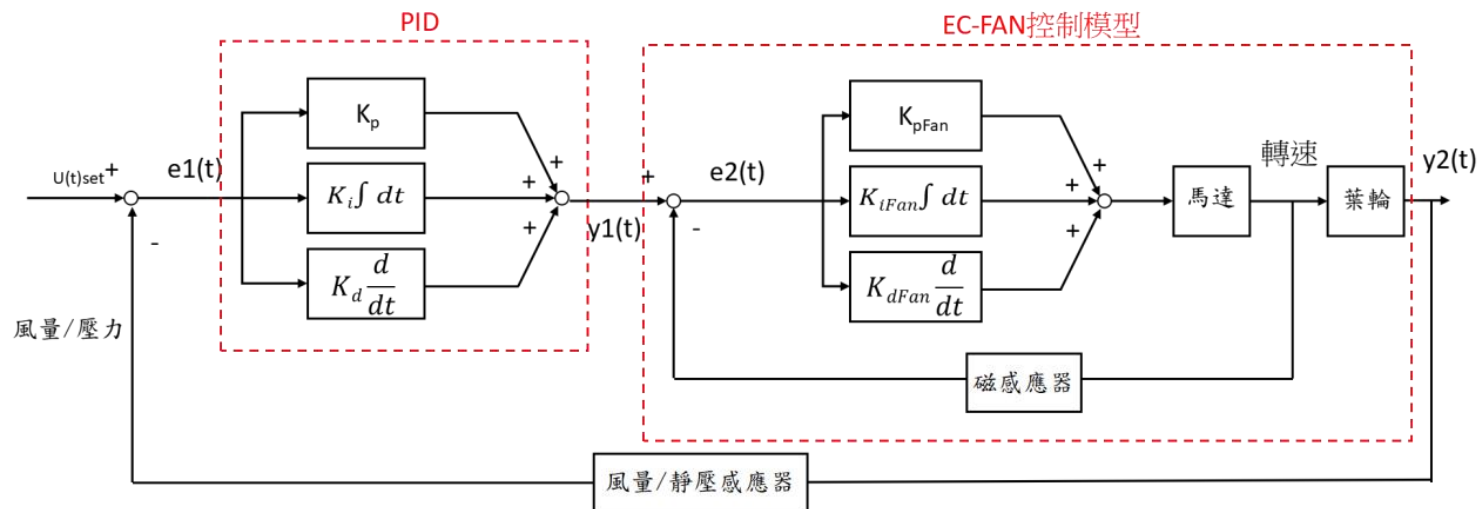 PID
EC-FAN控制模型
U(t)set
+
-
e1(t)
K_p
K_i∫ dt
K_d d/dt
+
+
+
y1(t)
+
-
e2(t)
K_pFan
K_iFan∫ dt
K_dFan d/dt
+
+
+
馬達
轉速
葉輪
y2(t)
風量/壓力
磁感應器
風量/靜壓感應器